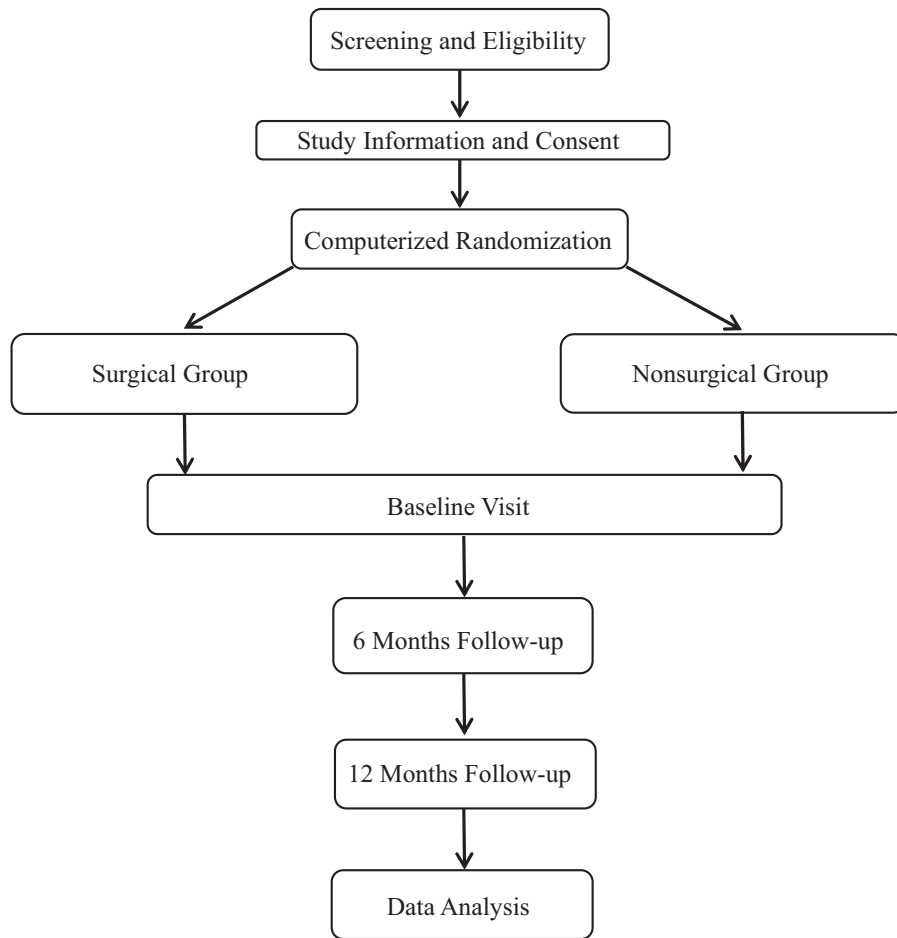 Screening and Eligibility
Study Information and Consent
Computerized Randomization
Surgical Group
Nonsurgical Group
Baseline Visit
6 Months Follow-up
12 Months Follow-up
Data Analysis